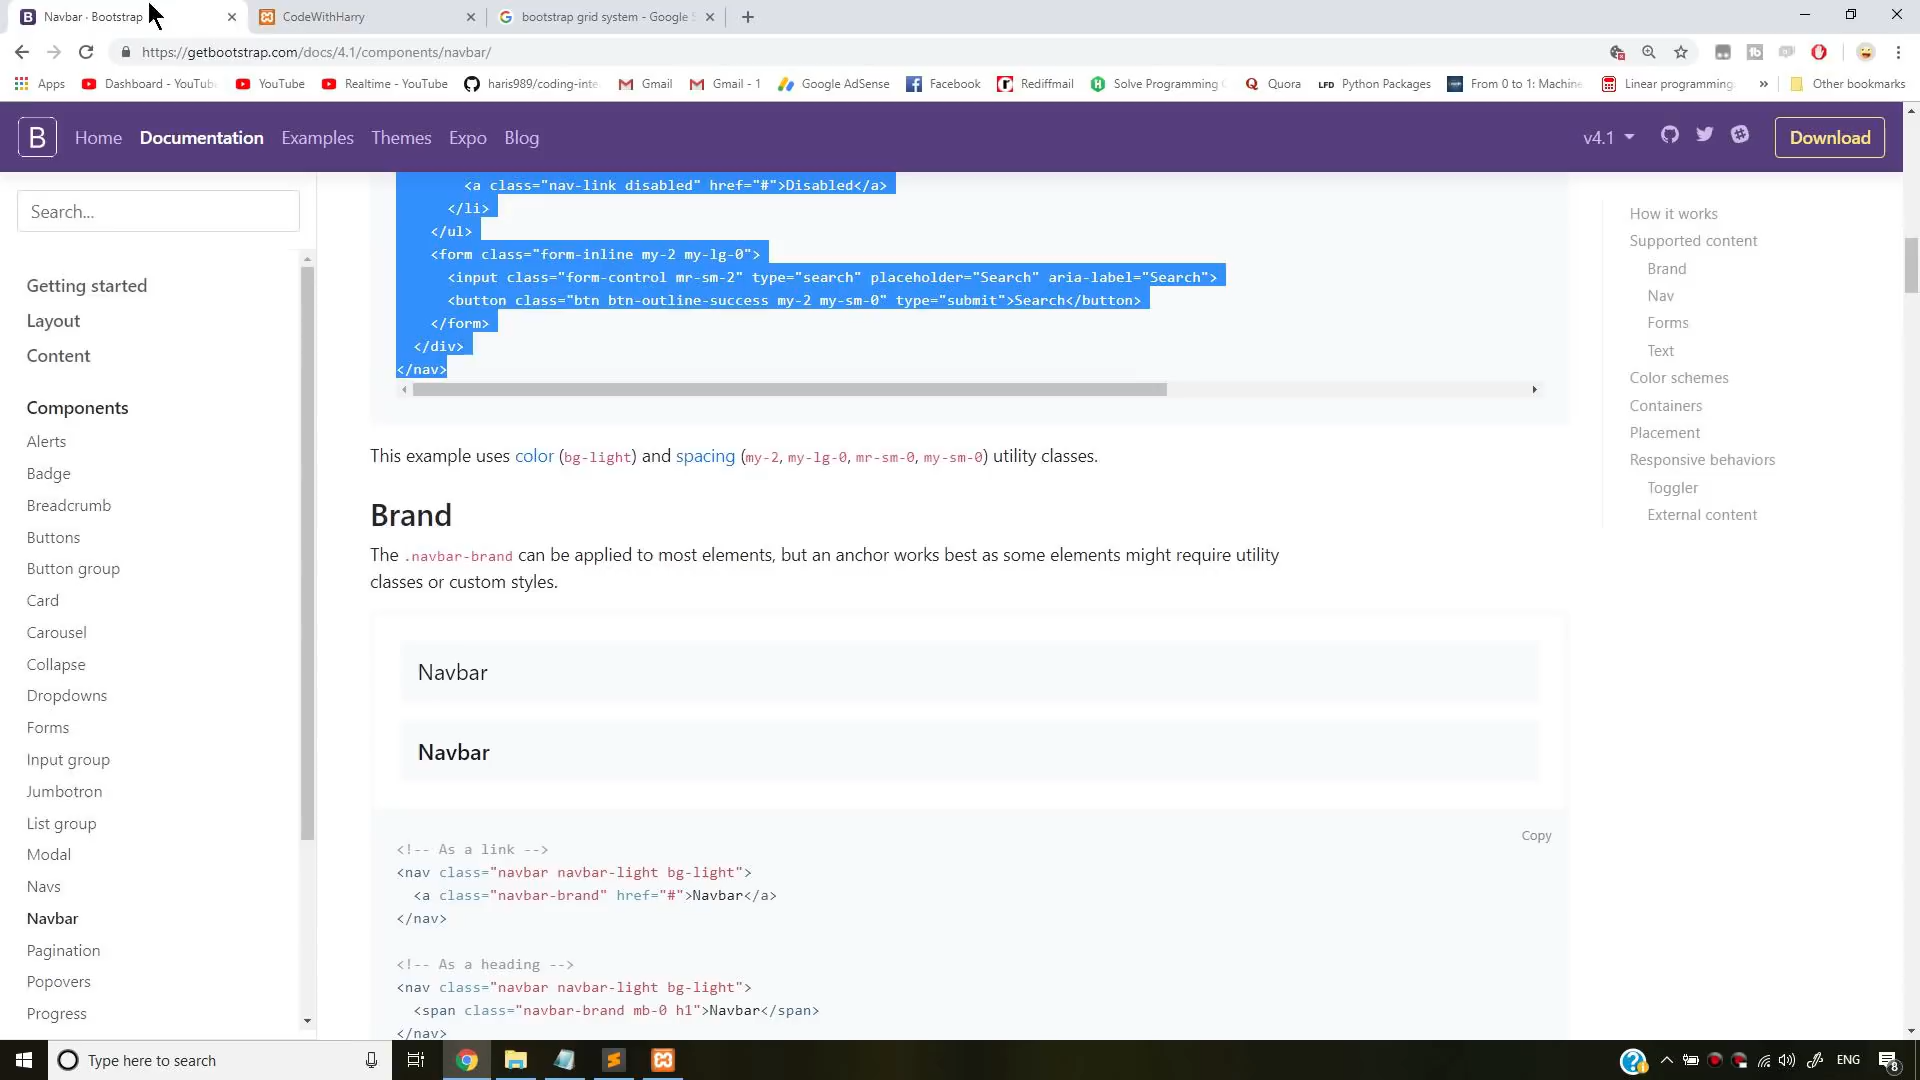 Navbar · Bootstrap
CodeWithHarry
bootstrap grid system - Google S
https://getbootstrap.com/docs/4.1/components/navbar/
Apps
Dashboard - YouTub
YouTube
Realtime - YouTube
haris989/coding-inte
Gmail
Gmail - 1
Google AdSense
Facebook
Rediffmail
Solve Programming
Quora
Python Packages
From 0 to 1: Machine
Linear programming
»
Other bookmarks
B
Home
Documentation
Examples
Themes
Expo
Blog
v4.1
Download
Search...
Getting started
Layout
Content
Components
Alerts
Badge
Breadcrumb
Buttons
Button group
Card
Carousel
Collapse
Dropdowns
Forms
Input group
Jumbotron
List group
Modal
Navs
Navbar
Pagination
Popovers
Progress
<a class="nav-link disabled" href="#">Disabled</a>
</li>
</ul>
<form class="form-inline my-2 my-lg-0">
<input class="form-control mr-sm-2" type="search" placeholder="Search" aria-label="Search">
<button class="btn btn-outline-success my-2 my-sm-0" type="submit">Search</button>
</form>
</div>
</nav>
This example uses color (bg-light) and spacing (my-2, my-lg-0, mr-sm-0, my-sm-0) utility classes.
Brand
The .navbar-brand can be applied to most elements, but an anchor works best as some elements might require utility
classes or custom styles.
Navbar
Navbar
Copy
<!-- As a link -->
<nav class="navbar navbar-light bg-light">
<a class="navbar-brand" href="#">Navbar</a>
</nav>
<!-- As a heading -->
<nav class="navbar navbar-light bg-light">
<span class="navbar-brand mb-0 h1">Navbar</span>
</nav>
How it works
Supported content
Brand
Nav
Forms
Text
Color schemes
Containers
Placement
Responsive behaviors
Toggler
External content
Type here to search
ENG
8